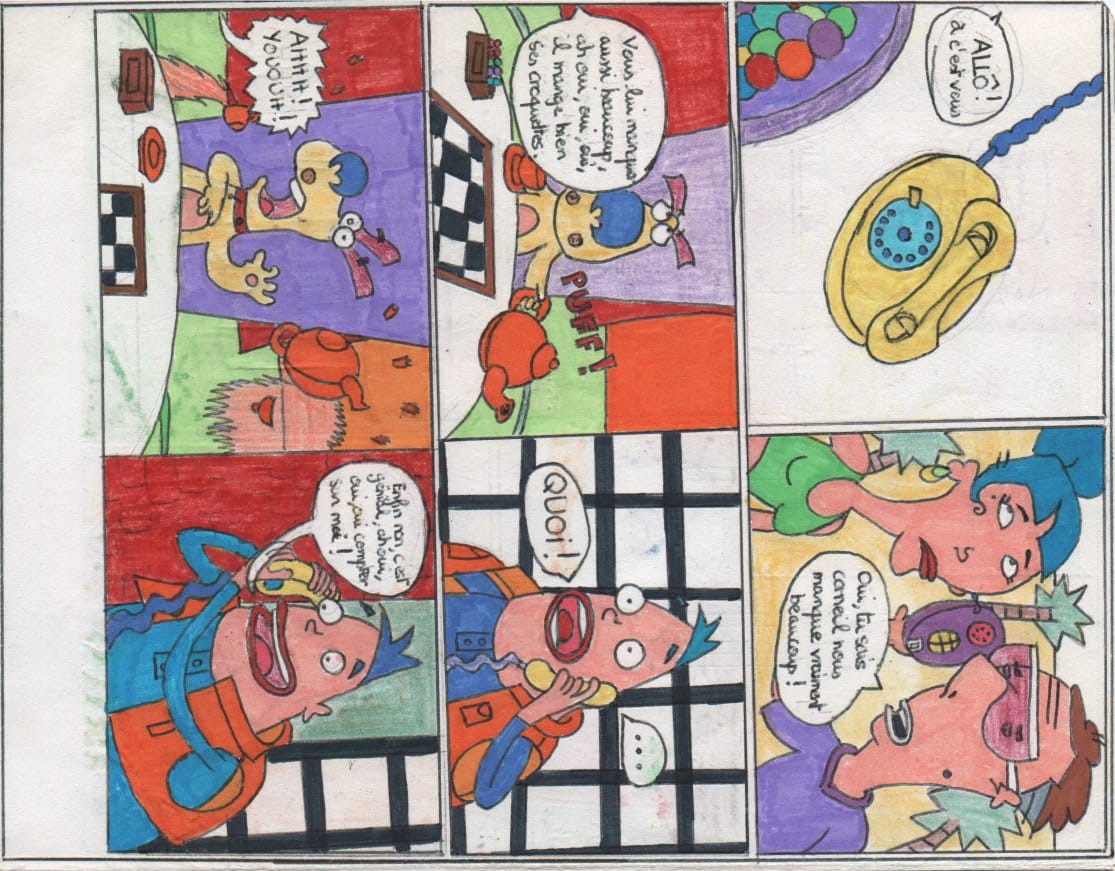 ALLÔ!
à c'est vous
Oui, tu sais
corneil nous
manque vraiment
beaucoup!
Vous lui manquez
aussi beaucoup,
ah oui, oui, oui,
il mange bien
ses croquettes.
PUFF!
QUOI!
...
AHHH!
YOUOUH!
Enfin non, c'est
génial, ah oui,
oui, oui compter
sur moi!